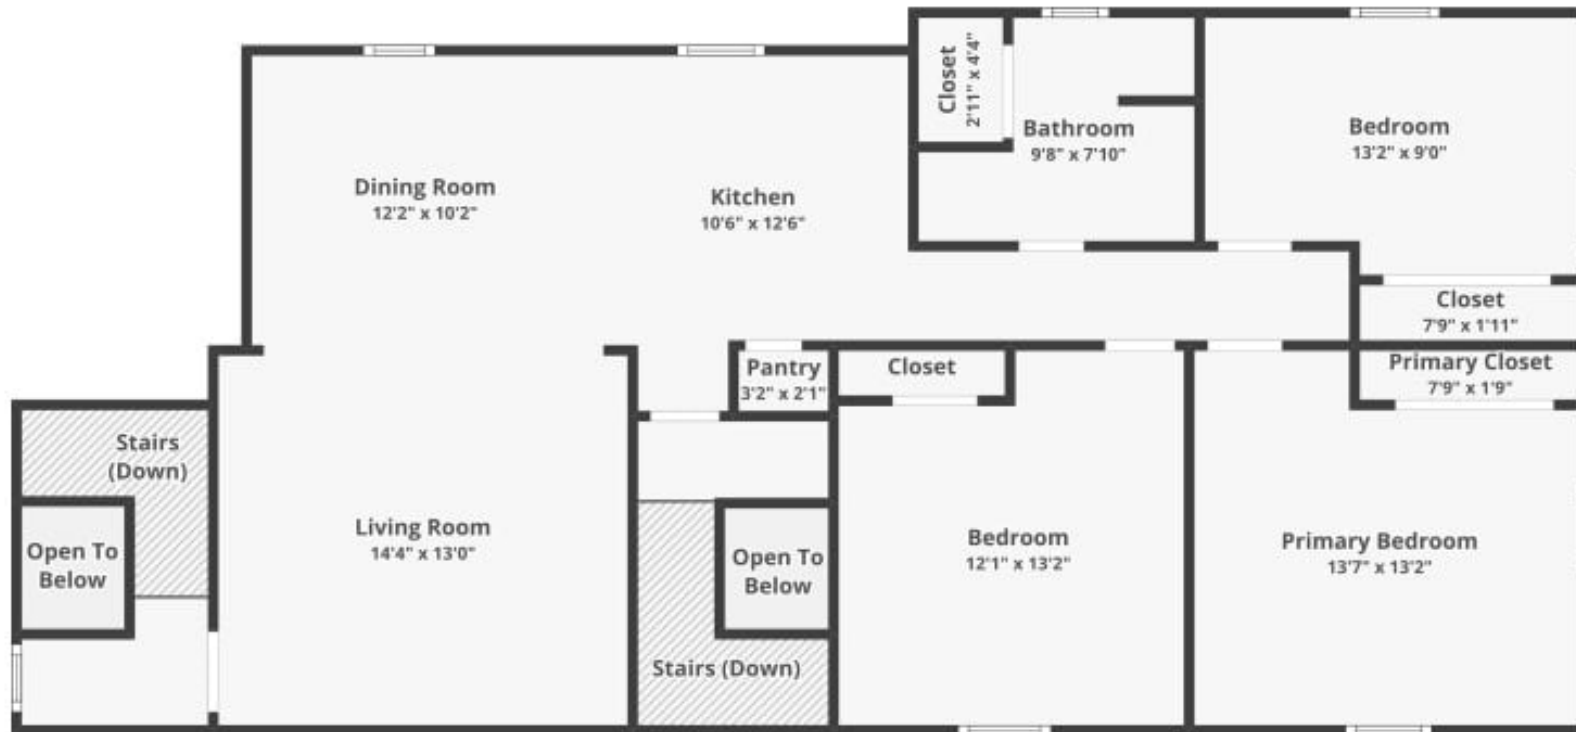 Closet
2'11" x 4'4"
Bathroom
9'8" x 7'10"
Bedroom
13'2" x 9'0"
Dining Room
12'2" x 10'2"
Kitchen
10'6" x 12'6"
Closet
7'9" x 1'11"
Pantry
3'2" x 2'1"
Closet
Primary Closet
7'9" x 1'9"
Stairs
(Down)
Open To
Below
Living Room
14'4" x 13'0"
Open To
Below
Stairs (Down)
Bedroom
12'1" x 13'2"
Primary Bedroom
13'7" x 13'2"